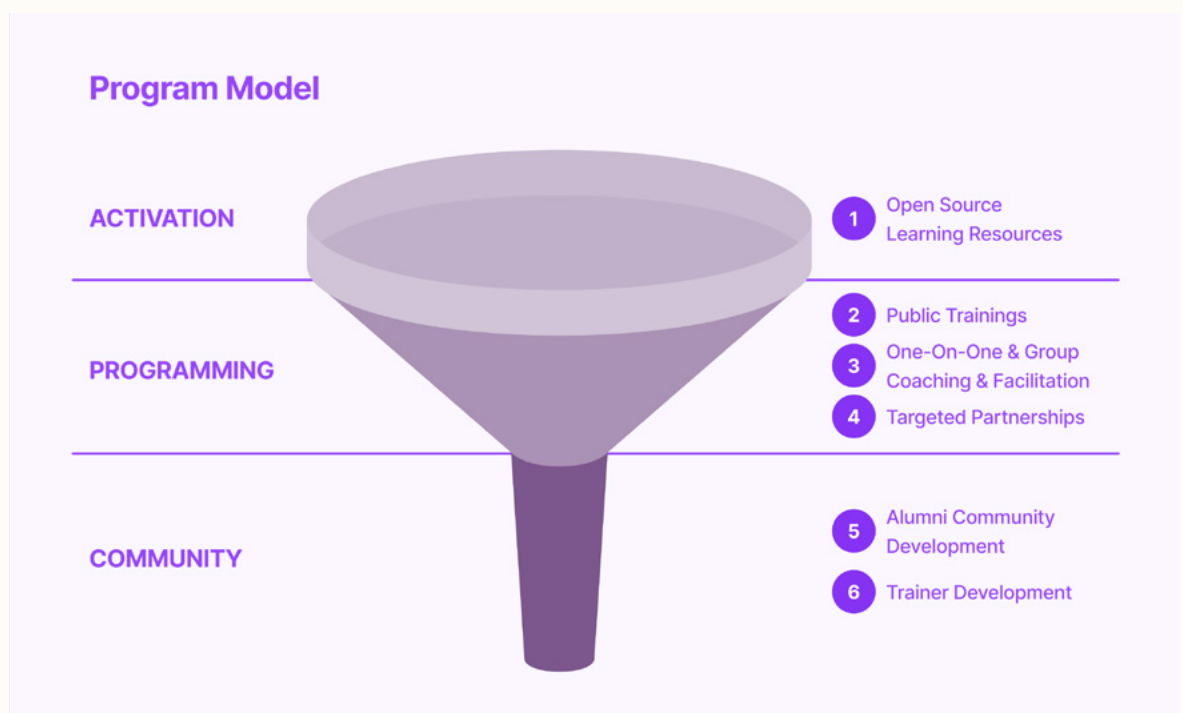 Program Model
ACTIVATION
1 Open Source
Learning Resources
PROGRAMMING
2 Public Trainings
3 One-On-One & Group
Coaching & Facilitation
4 Targeted Partnerships
COMMUNITY
5 Alumni Community
Development
6 Trainer Development